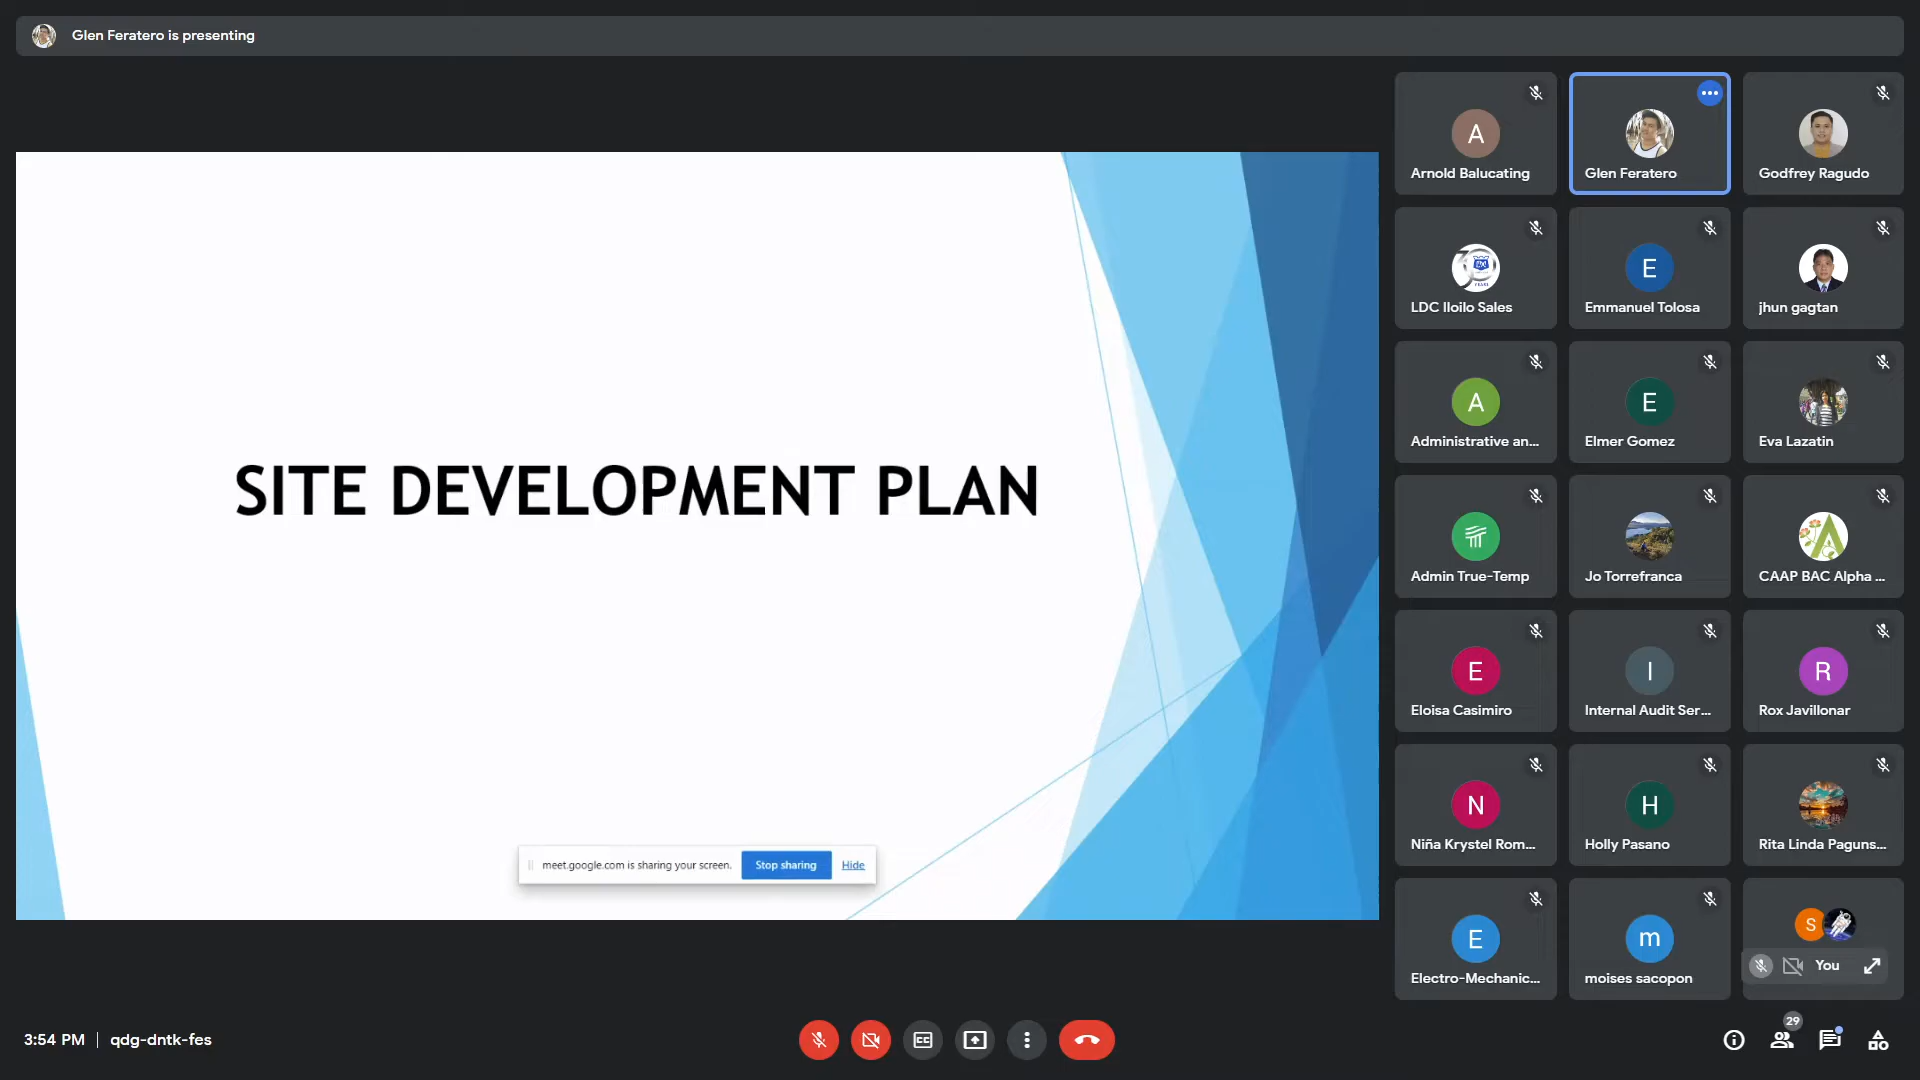 Glen Feratero is presenting
SITE DEVELOPMENT PLAN
meet.google.com is sharing your screen. Stop sharing Hide
A
Arnold Balucating
Glen Feratero
Godfrey Ragudo
YEARS
LDC Iloilo Sales
E
Emmanuel Tolosa
jhun gagtan
A
Administrative an...
E
Elmer Gomez
Eva Lazatin
Admin True-Temp
Jo Torrefranca
A
CAAP BAC Alpha ...
E
Eloisa Casimiro
I
Internal Audit Ser...
R
Rox Javillonar
N
Niña Krystel Rom...
H
Holly Pasano
Rita Linda Paguns...
E
Electro-Mechanic...
m
moises sacopon
S
You
3:54 PM | qdg-dntk-fes
CC
29